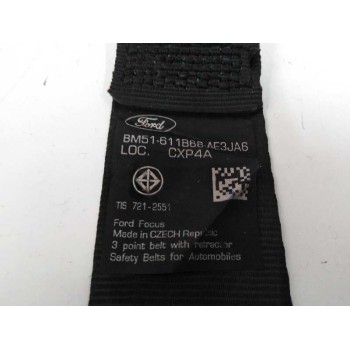 Ford
BM51-611B68-AE3JA6
LOC. CXP4A
TIS 721-2551
Ford Focus
Made in CZECH Republic
3 point belt with retractor
Safety Belts for Automobiles